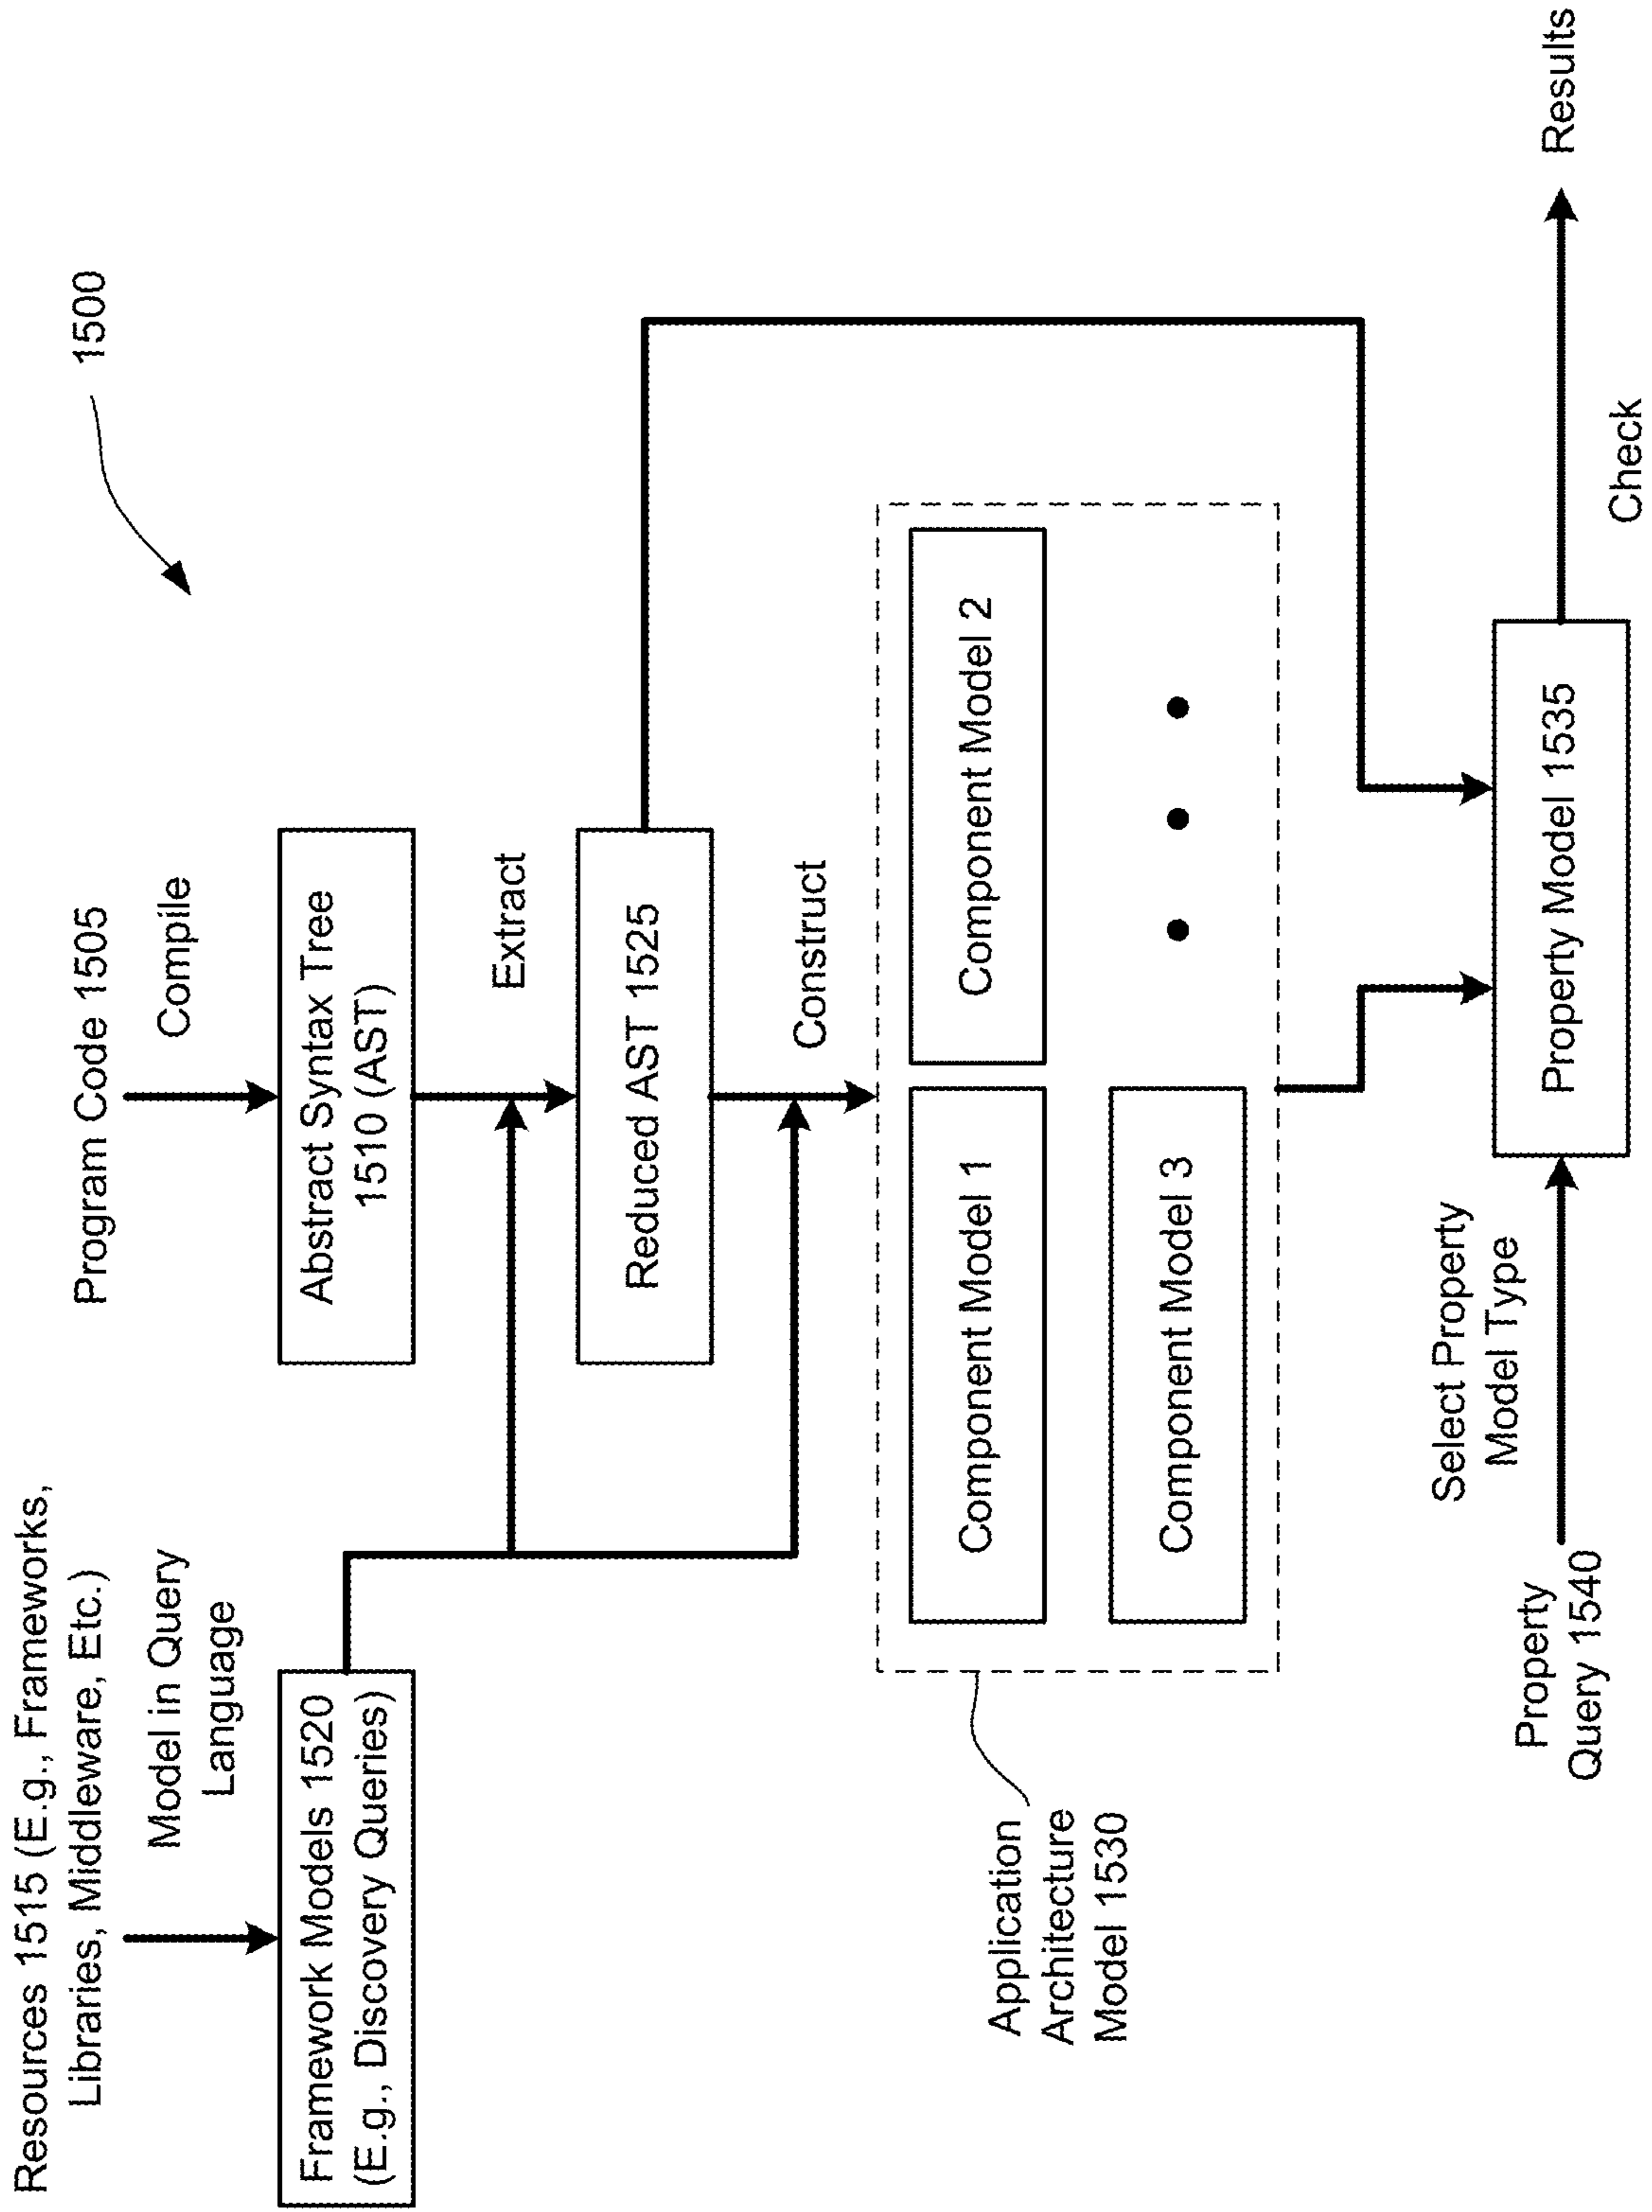 1500
Resources 1515 (E.g., Frameworks,
Libraries, Middleware, Etc.)
Model in Query
Language
Framework Models 1520
(E.g., Discovery Queries)
Program Code 1505
Compile
Abstract Syntax Tree
1510 (AST)
Extract
Reduced AST 1525
Construct
Application
Architecture
Model 1530
Component Model 1
Component Model 2
Component Model 3
Property
Query 1540
Select Property
Model Type
Property Model 1535
Check
Results